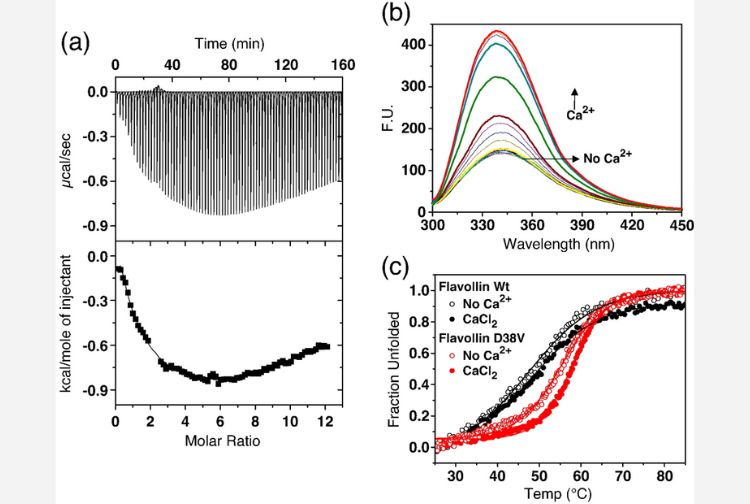 (a)
Time (min)
0 40 80 120 160
0.0
-0.3
-0.6
-0.9
µcal/sec
0.0
-0.3
-0.6
-0.9
kcal/mole of injectant
0 2 4 6 8 10 12
Molar Ratio
(b)
400
300
200
100
0
F.U.
Ca2+
No Ca2+
300 330 360 390 420 450
Wavelength (nm)
(c)
1.0
0.8
0.6
0.4
0.2
0.0
Fraction Unfolded
Flavollin Wt
No Ca2+
CaCl2
Flavollin D38V
No Ca2+
CaCl2
30 40 50 60 70 80
Temp (°C)